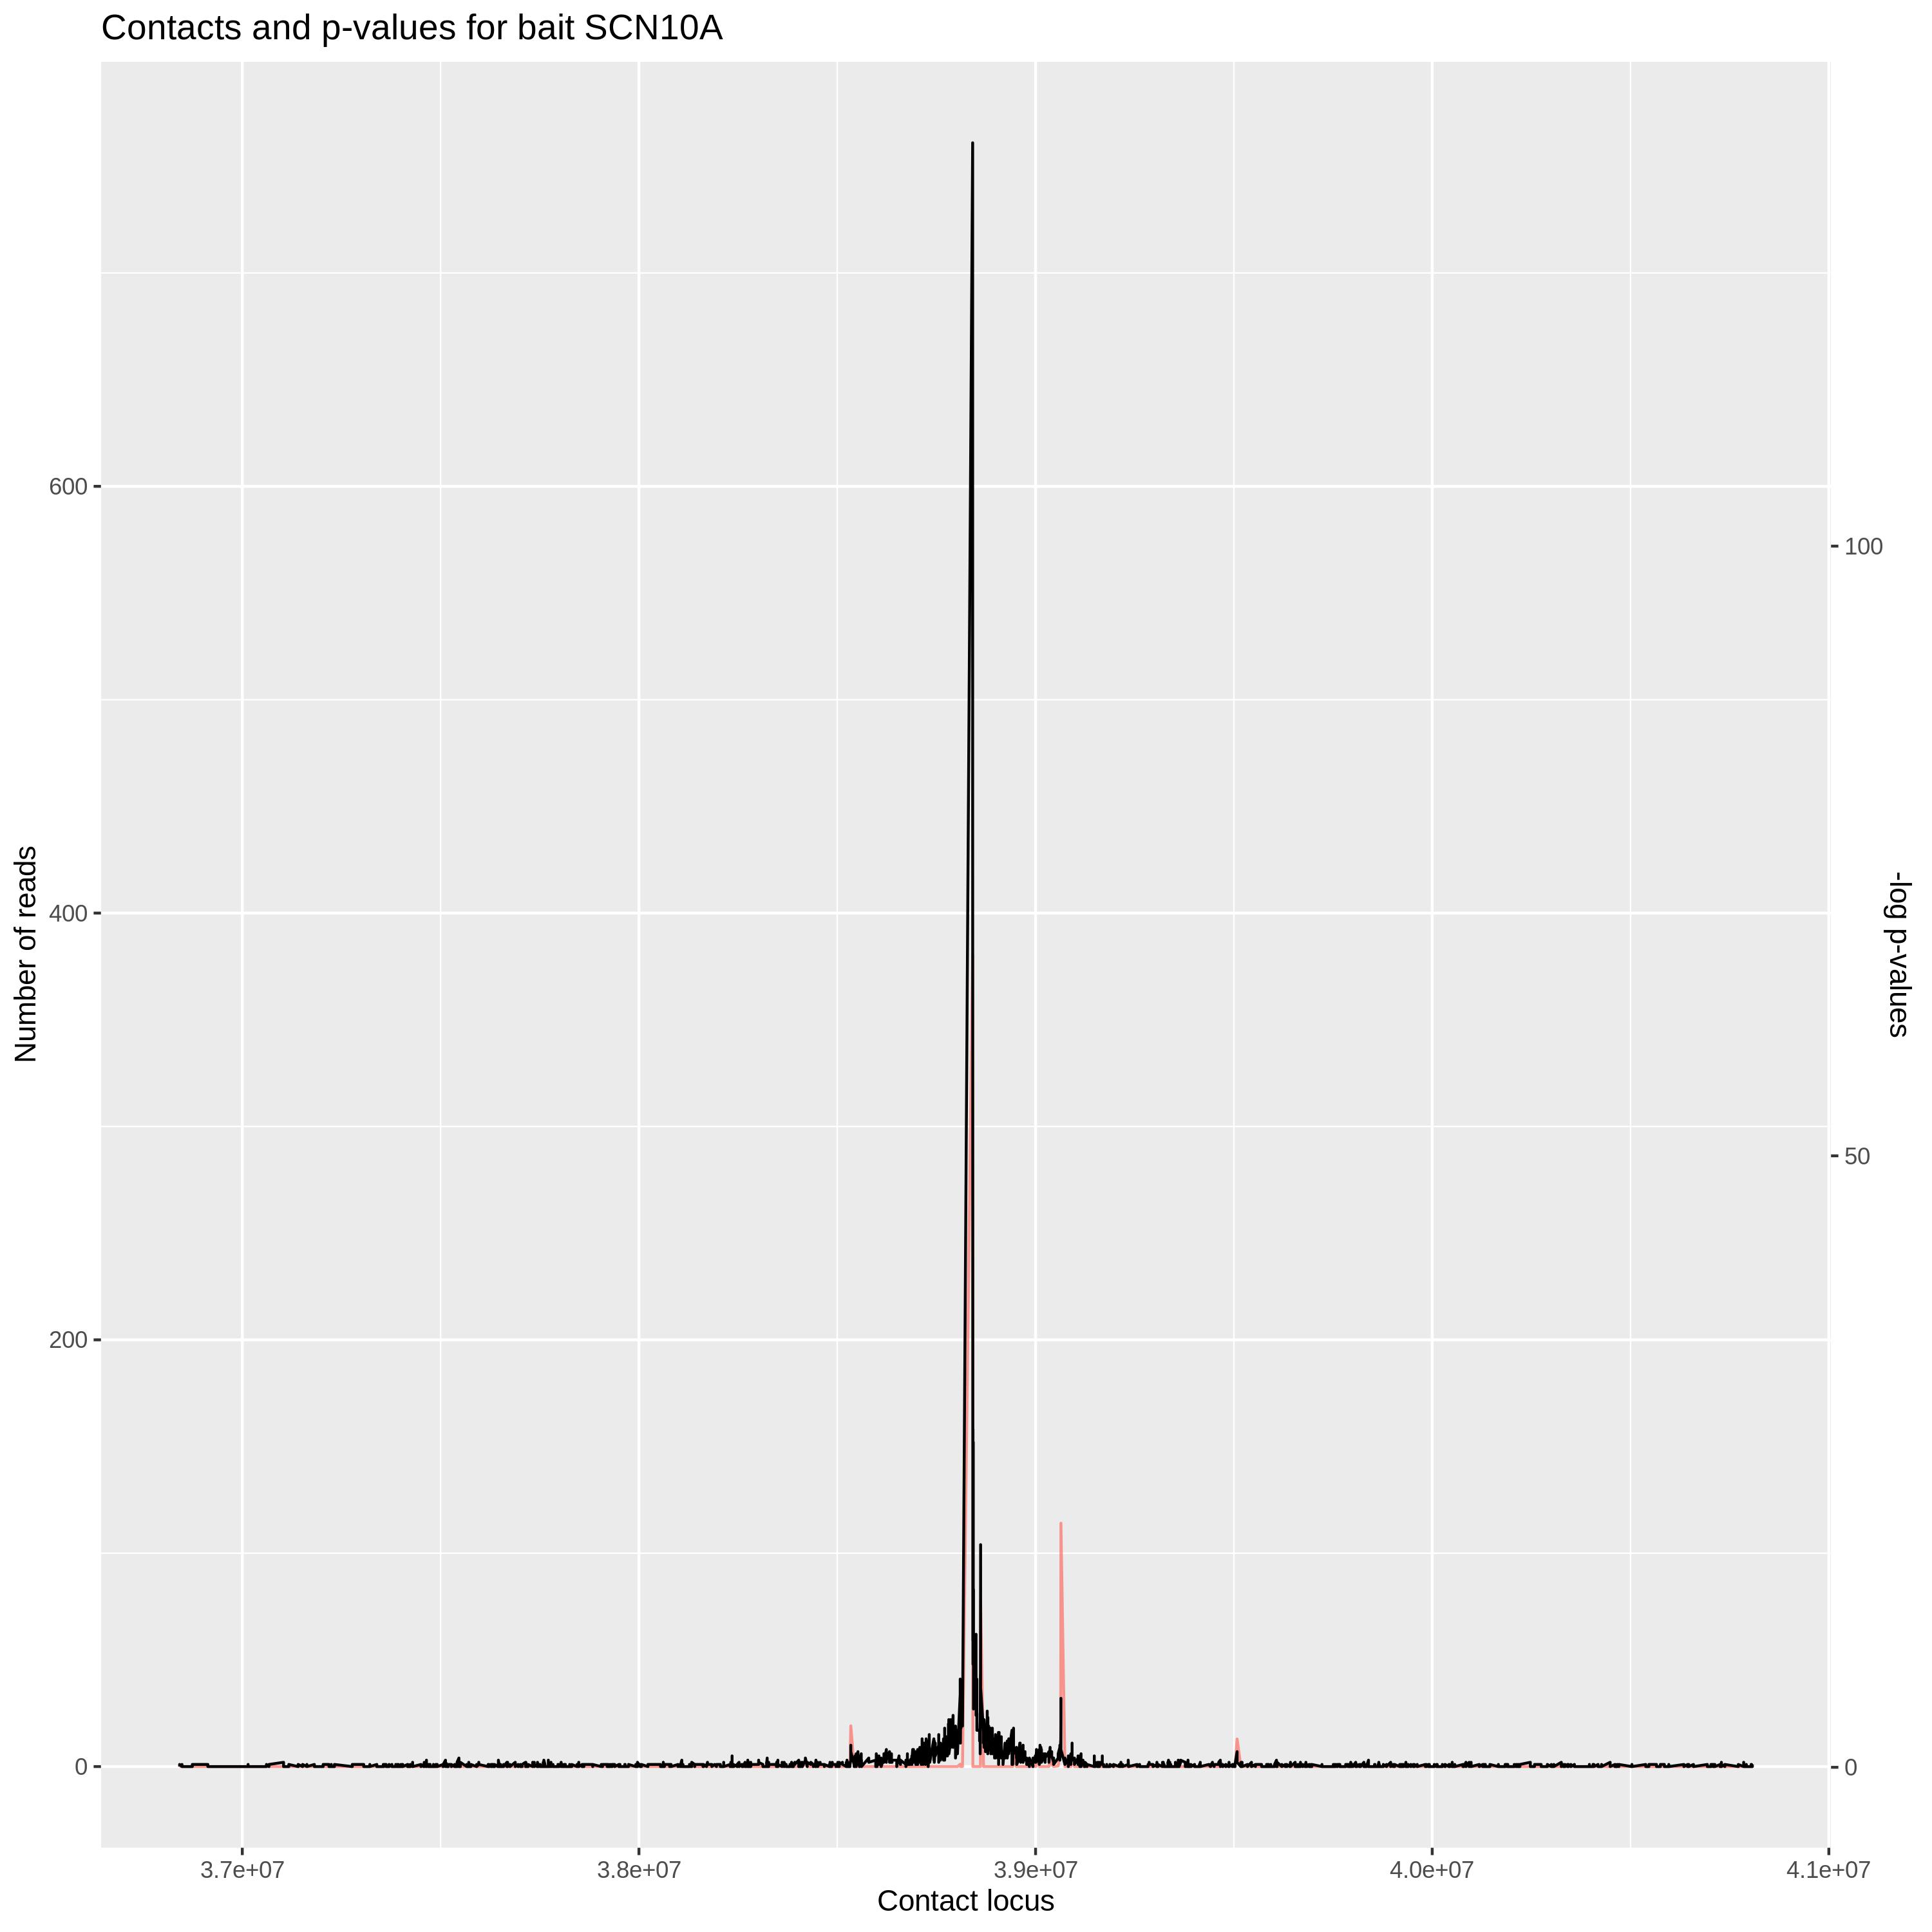 Contacts and p-values for bait SCN10A
600
400
200
0
100
50
0
Number of reads
-log p-values
3.7e+07
3.8e+07
3.9e+07
4.0e+07
4.1e+07
Contact locus